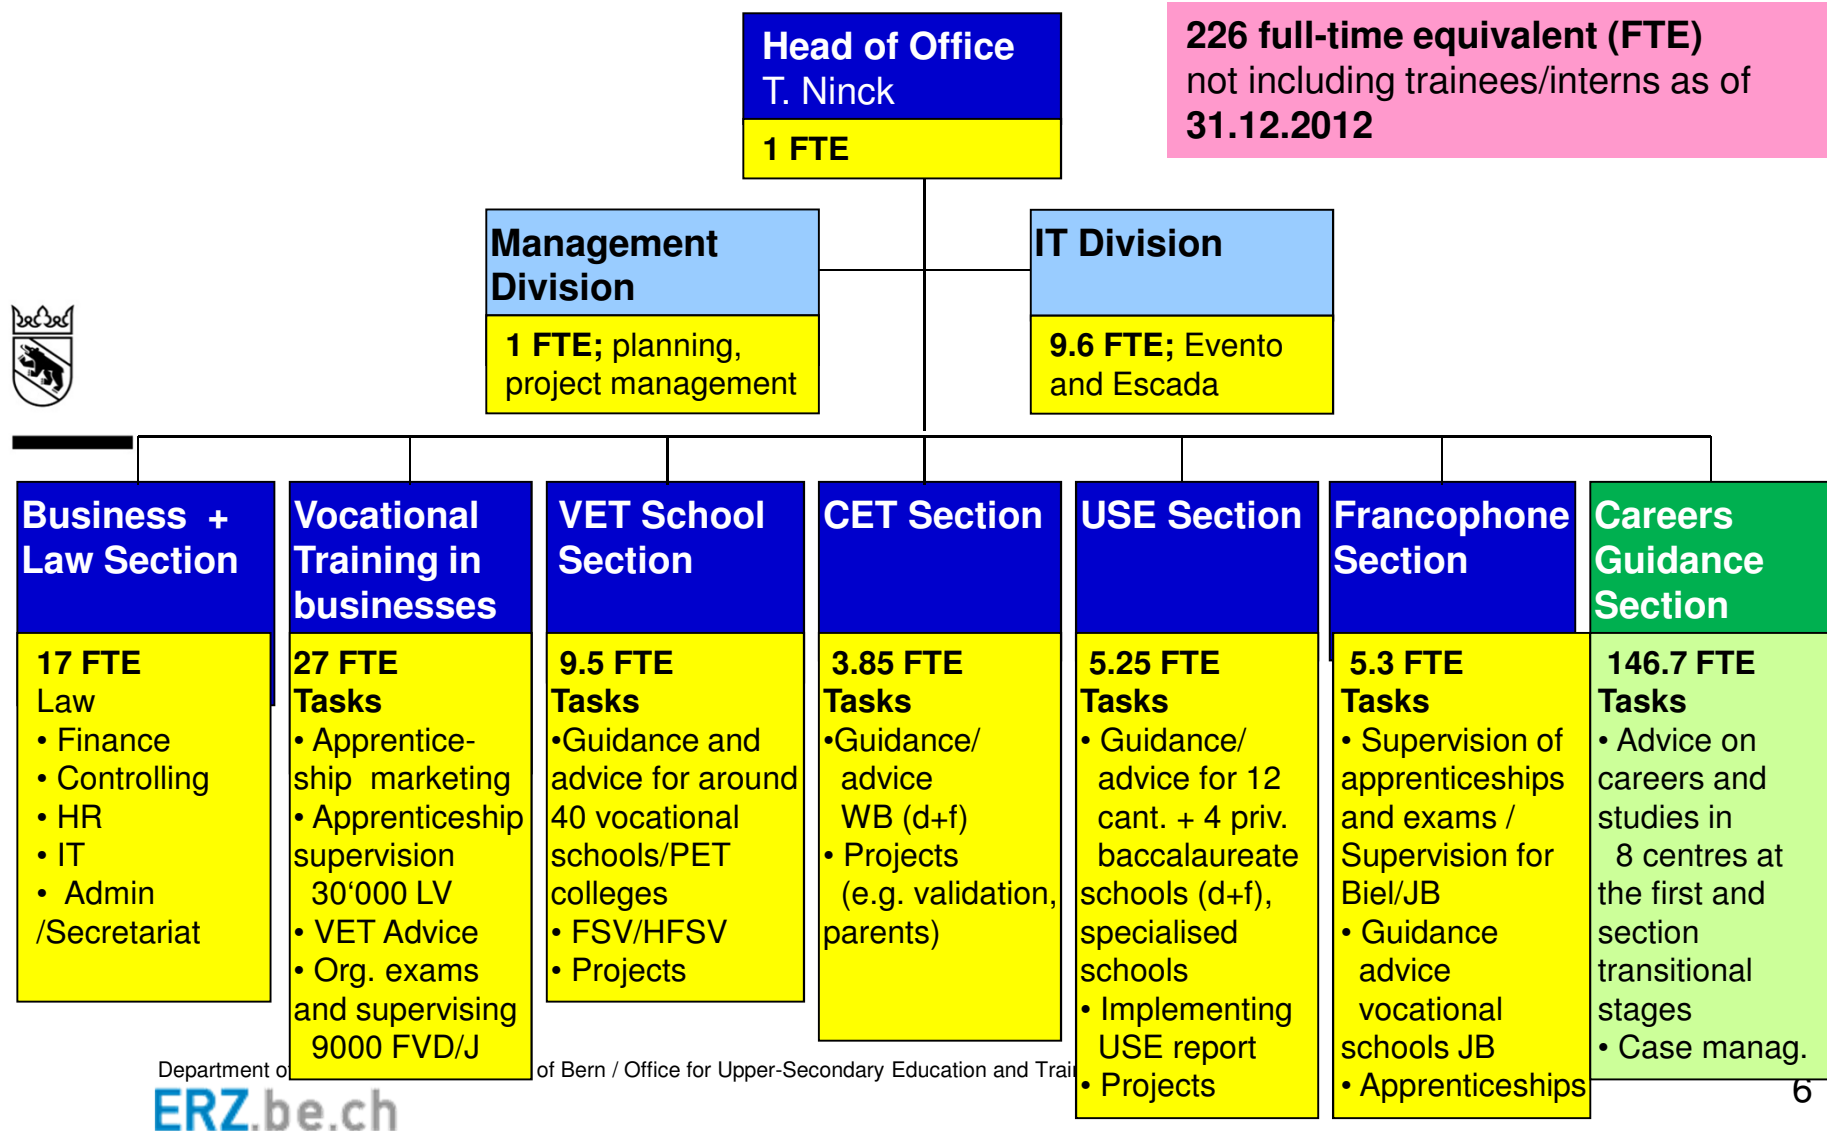 Head of Office
T. Ninck
1 FTE
226 full-time equivalent (FTE)
not including trainees/interns as of
31.12.2012
Management
Division
1 FTE; planning,
project management
IT Division
9.6 FTE; Evento
and Escada
Business +
Law Section
17 FTE
Law
• Finance
• Controlling
• HR
• IT
• Admin
/Secretariat
Vocational
Training in
businesses
27 FTE
Tasks
• Apprentice-
ship marketing
• Apprenticeship
supervision
30‘000 LV
• VET Advice
• Org. exams
and supervising
9000 FVD/J
VET School
Section
9.5 FTE
Tasks
•Guidance and
advice for around
40 vocational
schools/PET
colleges
• FSV/HFSV
• Projects
CET Section
3.85 FTE
Tasks
•Guidance/
advice
WB (d+f)
• Projects
(e.g. validation,
parents)
USE Section
5.25 FTE
Tasks
• Guidance/
advice for 12
cant. + 4 priv.
baccalaureate
schools (d+f),
specialised
schools
• Implementing
USE report
• Projects
Francophone
Section
5.3 FTE
Tasks
• Supervision of
apprenticeships
and exams /
Supervision for
Biel/JB
• Guidance
advice
vocational
schools JB
• Apprenticeships
Careers
Guidance
Section
146.7 FTE
Tasks
• Advice on
careers and
studies in
8 centres at
the first and
section
transitional
stages
• Case manag.
Department of Bern / Office for Upper-Secondary Education and
ERZ.be.ch
6